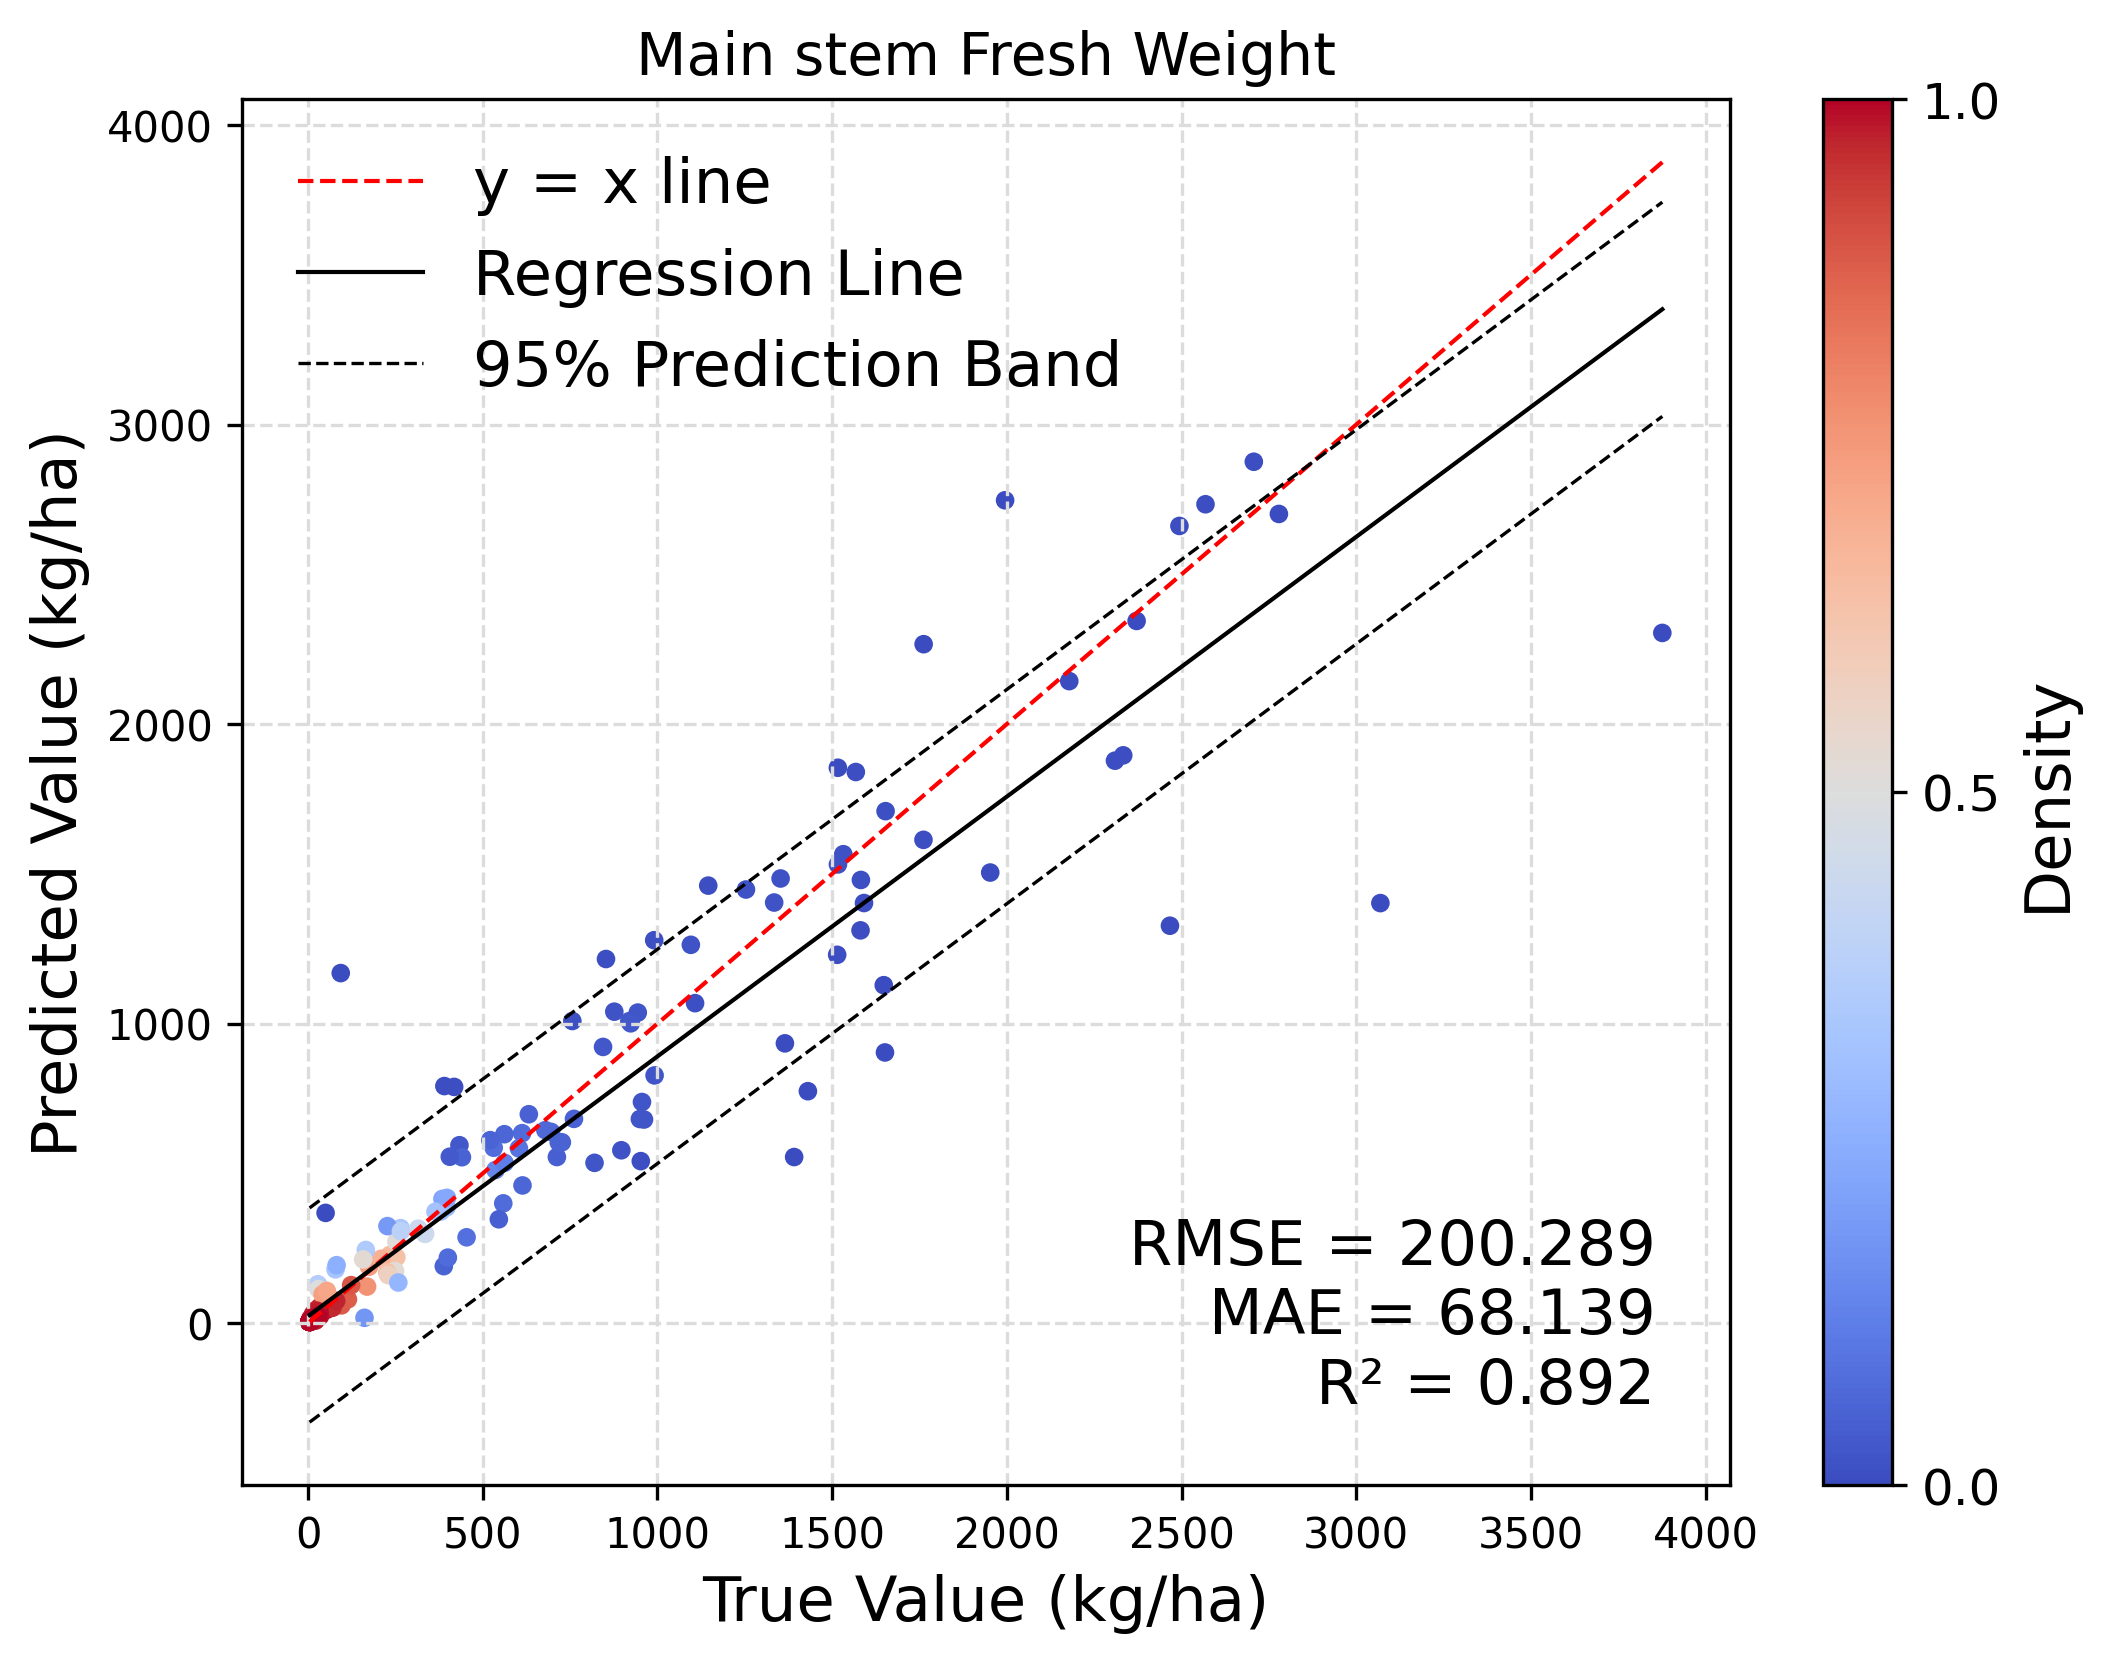 Main stem Fresh Weight
4000
3000
2000
1000
0
Predicted Value (kg/ha)
y = x line
Regression Line
95% Prediction Band
RMSE = 200.289
MAE = 68.139
R² = 0.892
0 500 1000 1500 2000 2500 3000 3500 4000
True Value (kg/ha)
1.0
0.5
0.0
Density